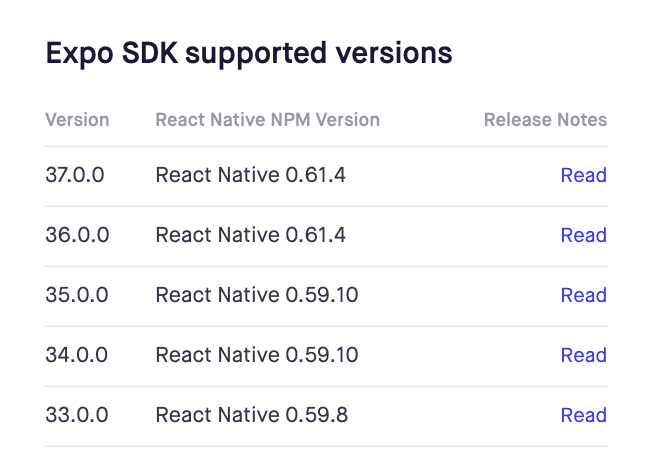 Expo SDK supported versions
Version React Native NPM Version Release Notes
37.0.0 React Native 0.61.4 Read
36.0.0 React Native 0.61.4 Read
35.0.0 React Native 0.59.10 Read
34.0.0 React Native 0.59.10 Read
33.0.0 React Native 0.59.8 Read